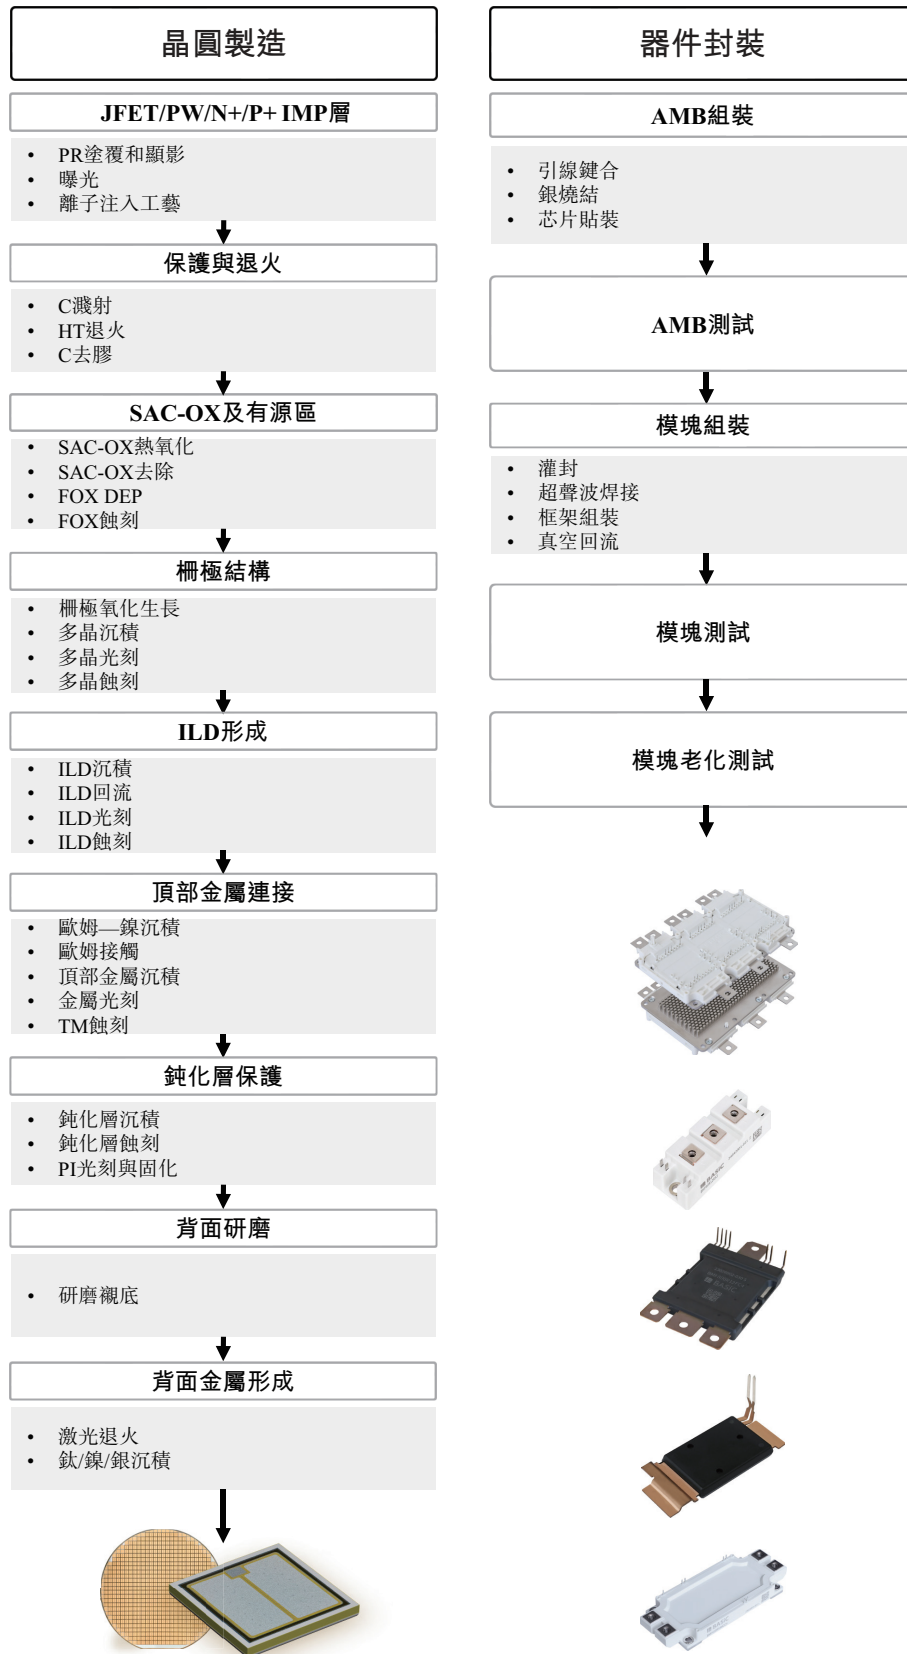 晶圓製造
JFET/PW/N+/P+ IMP層
• PR塗覆和顯影
• 曝光
• 離子注入工藝
保護與退火
• C濺射
• HT退火
• C去膠
SAC-OX及有源區
• SAC-OX熱氧化
• SAC-OX去除
• FOX DEP
• FOX蝕刻
柵極結構
• 柵極氧化生長
• 多晶沉積
• 多晶光刻
• 多晶蝕刻
ILD形成
• ILD沉積
• ILD回流
• ILD光刻
• ILD蝕刻
頂部金屬連接
• 歐姆—鎳沉積
• 歐姆接觸
• 頂部金屬沉積
• 金屬光刻
• TM蝕刻
鈍化層保護
• 鈍化層沉積
• 鈍化層蝕刻
• PI光刻與固化
背面研磨
• 研磨襯底
背面金屬形成
• 激光退火
• 鈦/鎳/銀沉積
器件封裝
AMB組裝
• 引線鍵合
• 銀燒結
• 芯片貼裝
AMB測試
模塊組裝
• 灌封
• 超聲波焊接
• 框架組裝
• 真空回流
模塊測試
模塊老化測試
BASIC
BASIC